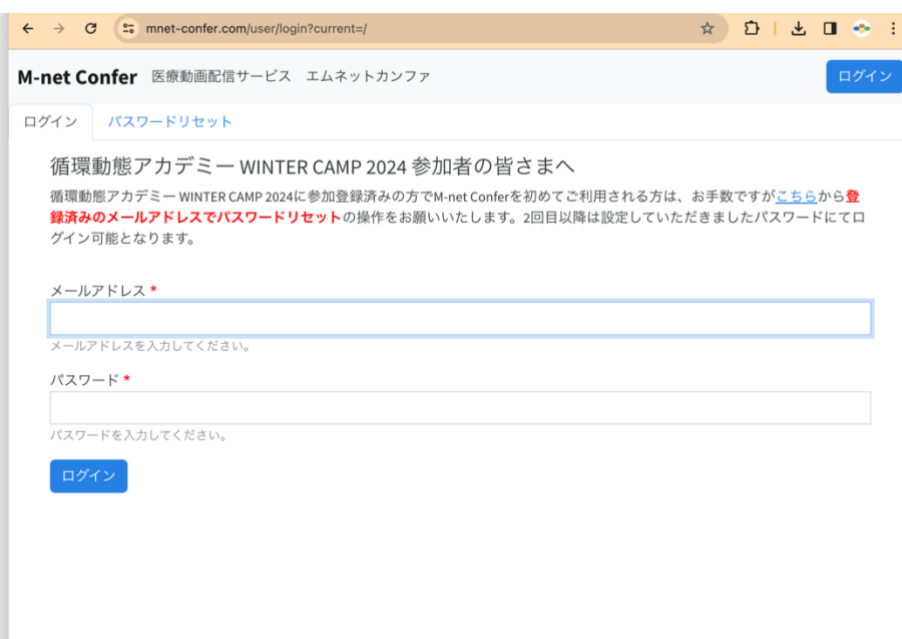 mnet-confer.com/user/login?current=/
M-net Confer 医療動画配信サービス エムネットカンファ
ログイン
ログイン パスワードリセット
循環動態アカデミー WINTER CAMP 2024 参加者の皆さまへ
循環動態アカデミー WINTER CAMP 2024に参加登録済みの方でM-net Conferを初めてご利用される方は、お手数ですがこちらから登
録済みのメールアドレスでパスワードリセットの操作をお願いいたします。2回目以降は設定していただきましたパスワードにてロ
グイン可能となります。
メールアドレス *
メールアドレスを入力してください。
パスワード *
パスワードを入力してください。
ログイン